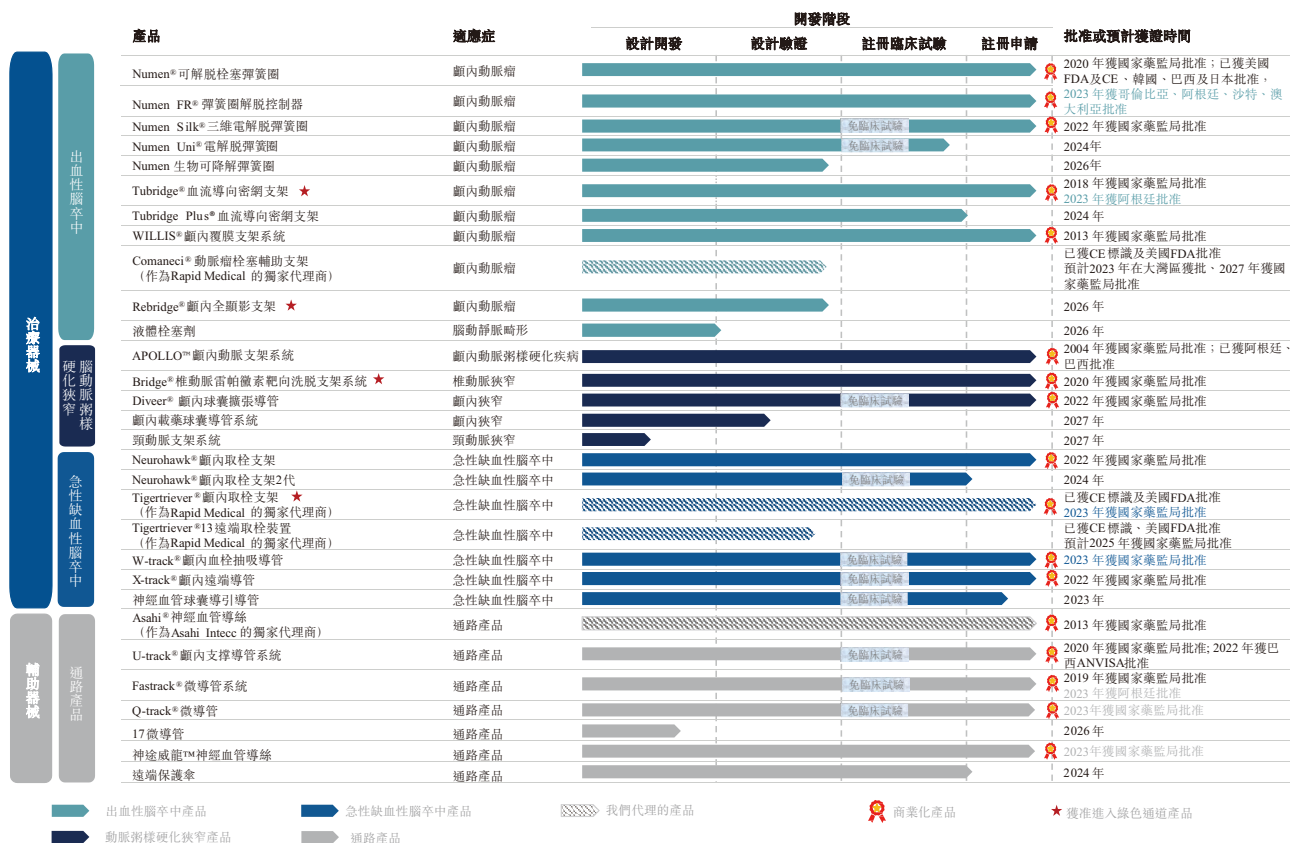 開發階段
產品 適應症 設計開發 設計驗證 註冊臨床試驗 註冊申請 批准或預計獲證時間
治療器械
出血性腦卒中
Numen®可解脫栓塞彈簧圈 顱內動脈瘤 2020 年獲國家藥監局批准；已獲美國
FDA及CE、韓國、巴西及日本批准，
Numen FR®彈簧圈解脫控制器 顱內動脈瘤 2023 年獲哥倫比亞、阿根廷、沙特、澳
大利亞批准
Numen Silk®三維電解脫彈簧圈 顱內動脈瘤 免臨床試驗 2022 年獲國家藥監局批准
Numen Uni®電解脫彈簧圈 顱內動脈瘤 免臨床試驗 2024年
Numen 生物可降解彈簧圈 顱內動脈瘤 2026年
Tubridge®血流導向密網支架 ★ 顱內動脈瘤 2018 年獲國家藥監局批准
2023 年獲阿根廷批准
Tubridge Plus®血流導向密網支架 顱內動脈瘤 2024 年
WILLIS®顱內覆膜支架系統 顱內動脈瘤 2013 年獲國家藥監局批准
Comaneci®動脈瘤栓塞輔助支架
（作為Rapid Medical 的獨家代理商） 顱內動脈瘤 已獲CE 標識及美國FDA批准
預計2023 年在大灣區獲批、2027 年獲國
家藥監局批准
Rebridge®顱內全顯影支架 ★ 顱內動脈瘤 2026 年
液體栓塞劑 腦動靜脈畸形 2026 年
腦動脈粥樣
硬化狹窄
APOLLO™ 顱內動脈支架系統 顱內動脈粥樣硬化疾病 2004 年獲批准；已獲阿根廷、
巴西批准
Bridge®椎動脈雷帕黴素靶向洗脫支架系統 ★ 椎動脈狹窄 2020 年獲國家藥監局批准
Diveer® 顱內球囊擴張導管 顱內狹窄 免臨床試驗 2022 年獲國家藥監局批准
顱內載藥球囊導管系統 顱內狹窄 2027 年
頸動脈支架系統 頸動脈狹窄 2027 年
急性缺血性腦卒中
Neurohawk®顱內取栓支架 急性缺血性腦卒中 2022 年獲國家藥監局批准
Neurohawk®顱內取栓支架2代 急性缺血性腦卒中 免臨床試驗 2024 年
Tigertriever®顱內取栓支架 ★
（作為Rapid Medical 的獨家代理商） 急性缺血性腦卒中 已獲CE 標識及美國FDA批准
2023 年獲國家藥監局批准
Tigertriever®13遠端取栓裝置
（作為Rapid Medical 的獨家代理商） 急性缺血性腦卒中 已獲CE 標識、美國FDA批准
預計2025 年獲國家藥監局批准
W-track®顱內血栓抽吸導管 急性缺血性腦卒中 免臨床試驗 2023 年獲國家藥監局批准
X-track®顱內遠端導管 急性缺血性腦卒中 免臨床試驗 2022 年獲國家藥監局批准
神經血管球囊導引導管 急性缺血性腦卒中 免臨床試驗 2023 年
輔助器械
通路產品
Asahi®神經血管導絲
（作為Asahi Intecc 的獨家代理商） 通路產品 2013 年獲國家藥監局批准
U-track®顱內支撐導管系統 通路產品 免臨床試驗 2020 年獲國家藥監局批准; 2022 年獲巴
西ANVISA批准
Fastrack®微導管系統 通路產品 免臨床試驗 2019 年獲國家藥監局批准
2023 年獲阿根廷批准
Q-track®微導管 通路產品 免臨床試驗 2023年獲國家藥監局批准
17微導管 通路產品 2026 年
神途威龍™神經血管導絲 通路產品 2023年獲國家藥監局批准
遠端保護傘 通路產品 2024 年
出血性腦卒中產品 急性缺血性腦卒中產品 我們代理的產品 商業化產品 ★獲准進入綠色通道產品
動脈粥樣硬化狹窄產品 通路產品